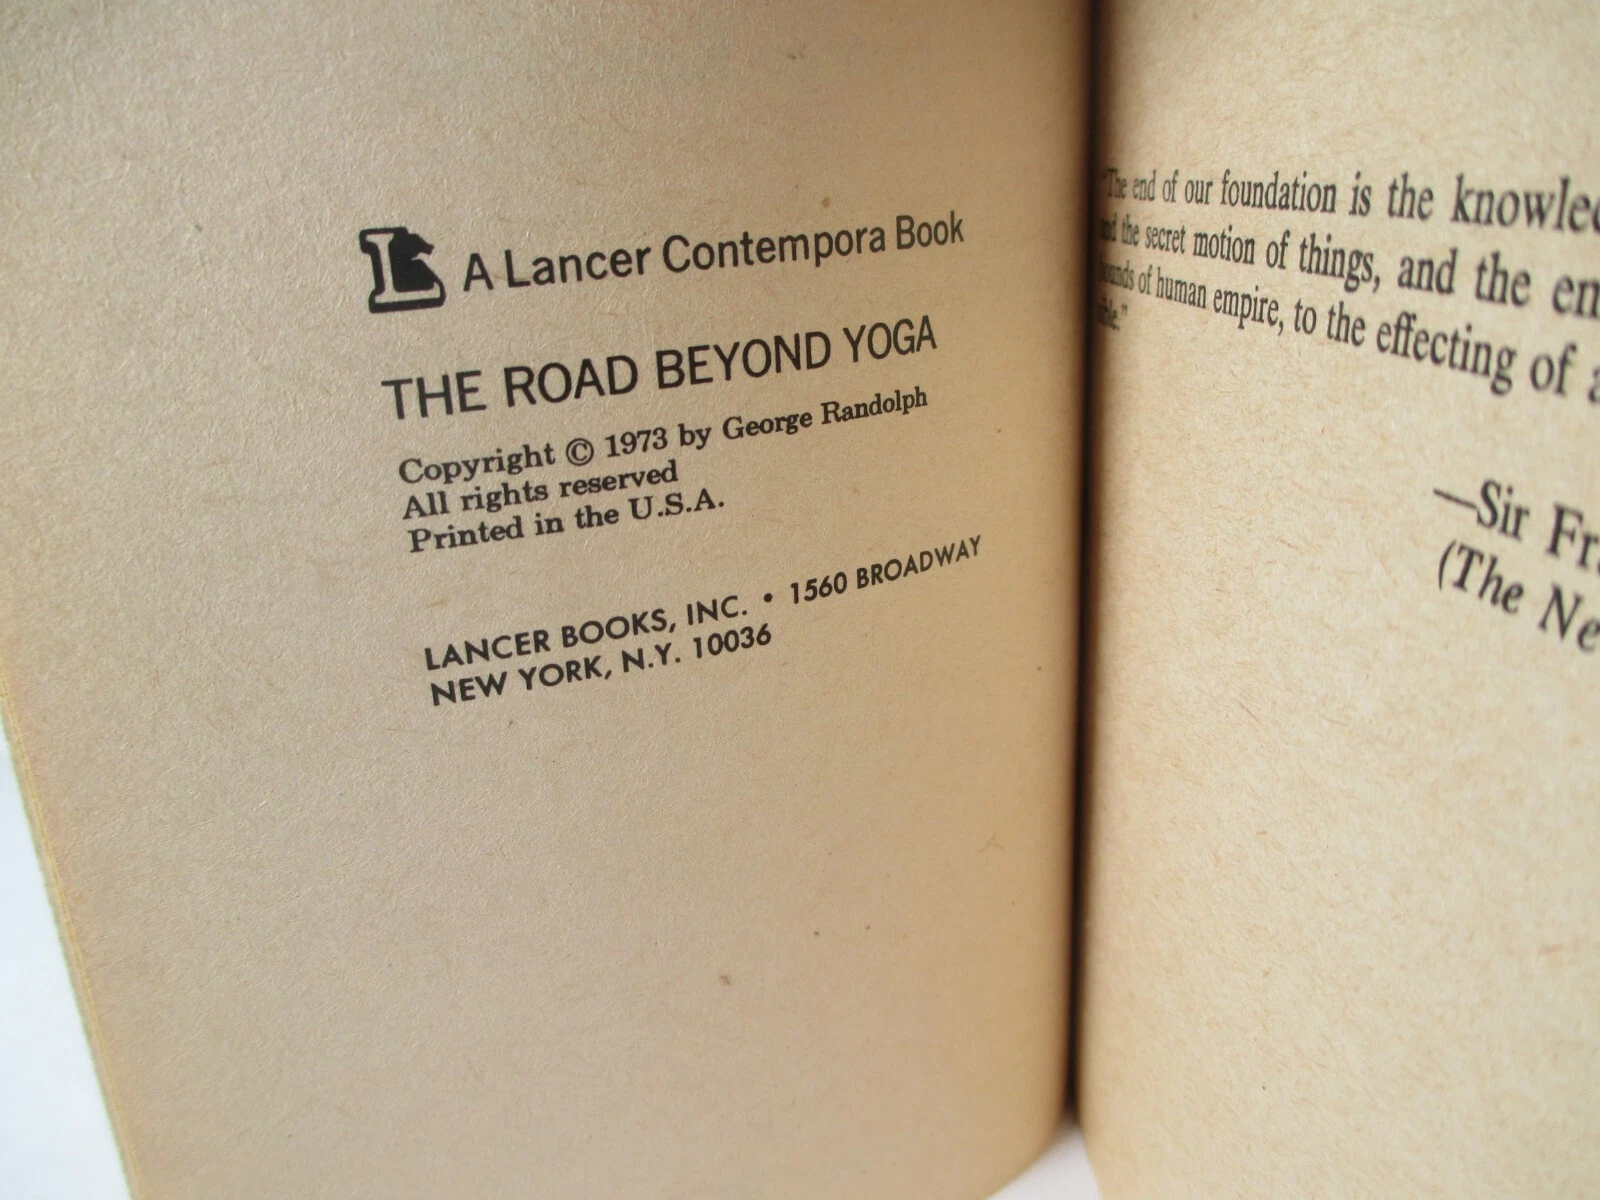 A Lancer Contempora Book
THE ROAD BEYOND YOGA
Copyright © 1973 by George Randolph
All rights reserved
Printed in the U.S.A.
LANCER BOOKS, INC. • 1560 BROADWAY
NEW YORK, N.Y. 10036
"The end of our foundation is the
the secret motion of things, and the
of human empire, to the effecting of
—Sir
(The